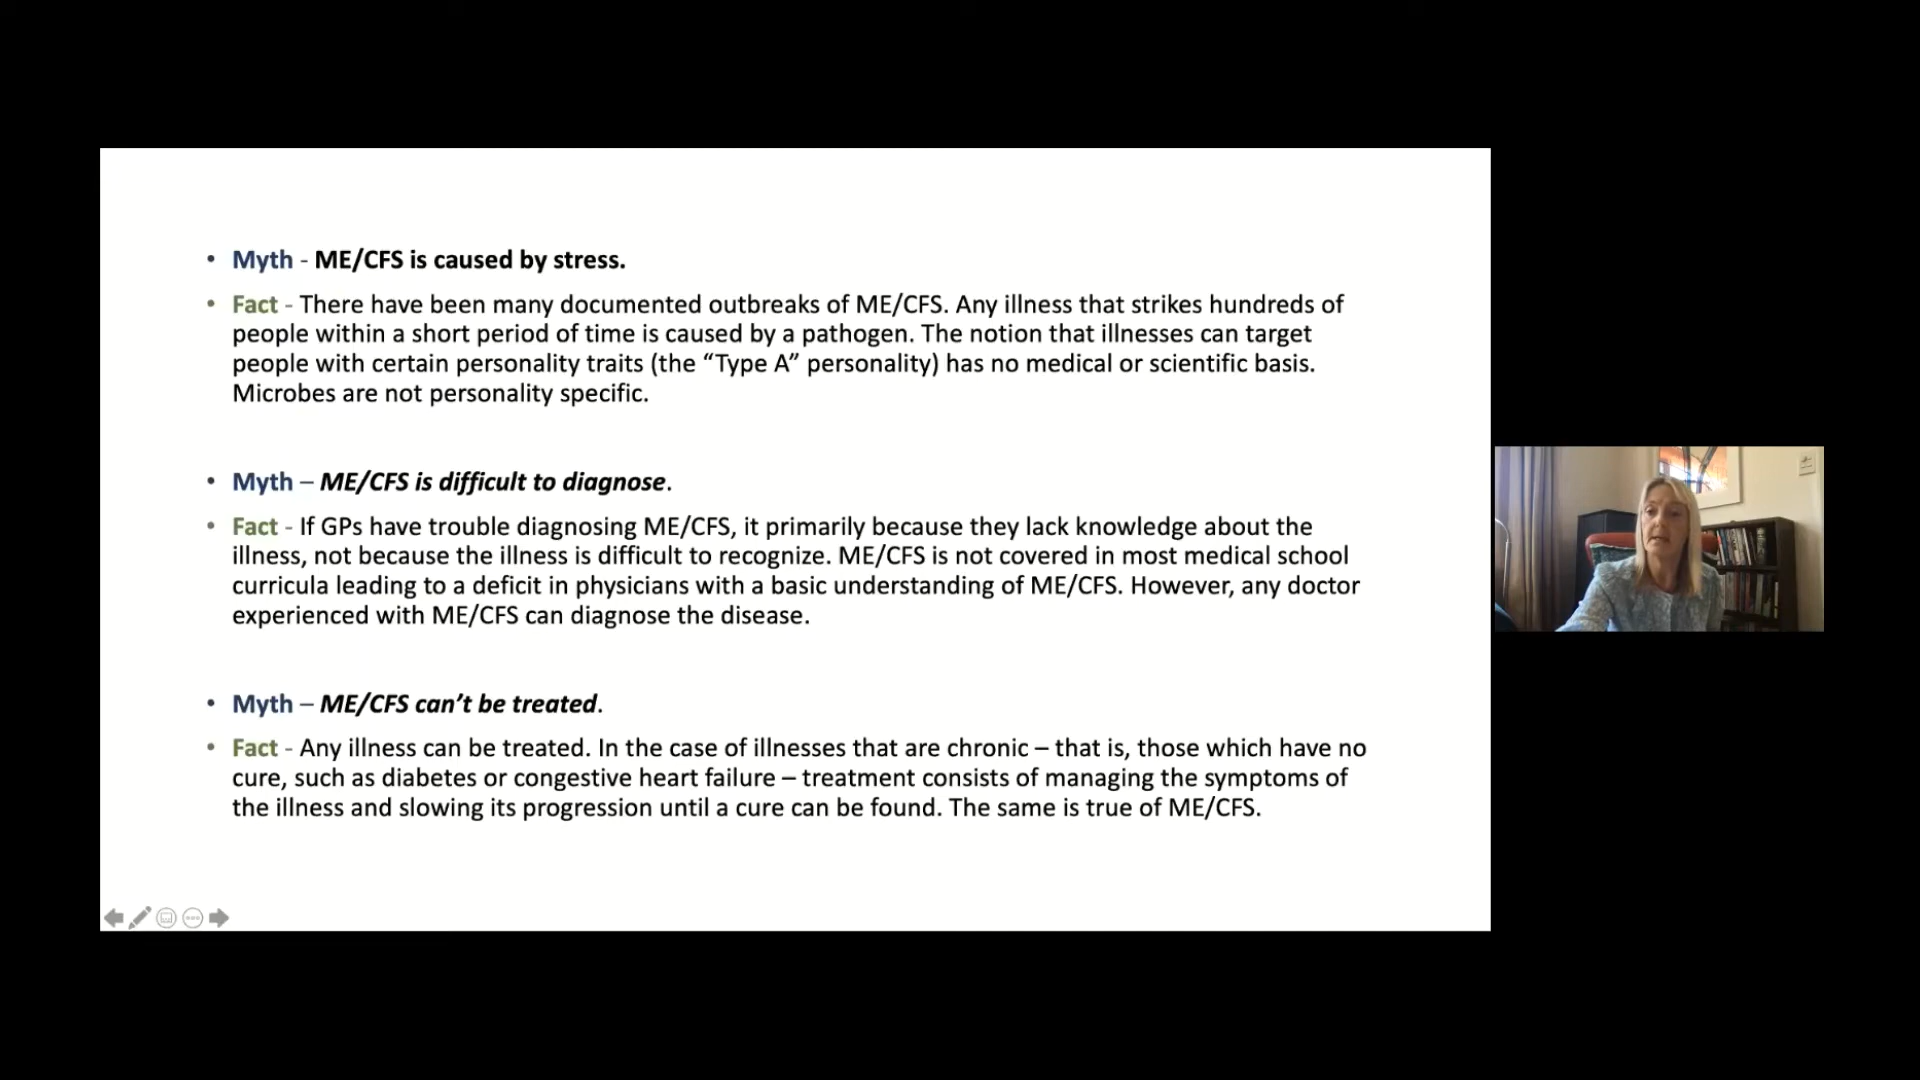 • Myth - ME/CFS is caused by stress.
• Fact - There have been many documented outbreaks of ME/CFS. Any illness that strikes hundreds of
people within a short period of time is caused by a pathogen. The notion that illnesses can target
people with certain personality traits (the “Type A” personality) has no medical or scientific basis.
Microbes are not personality specific.
• Myth – ME/CFS is difficult to diagnose.
• Fact - If GPs have trouble diagnosing ME/CFS, it primarily because they lack knowledge about the
illness, not because the illness is difficult to recognize. ME/CFS is not covered in most medical school
curricula leading to a deficit in physicians with a basic understanding of ME/CFS. However, any doctor
experienced with ME/CFS can diagnose the disease.
• Myth – ME/CFS can’t be treated.
• Fact - Any illness can be treated. In the case of illnesses that are chronic – that is, those which have no
cure, such as diabetes or congestive heart failure – treatment consists of managing the symptoms of
the illness and slowing its progression until a cure can be found. The same is true of ME/CFS.